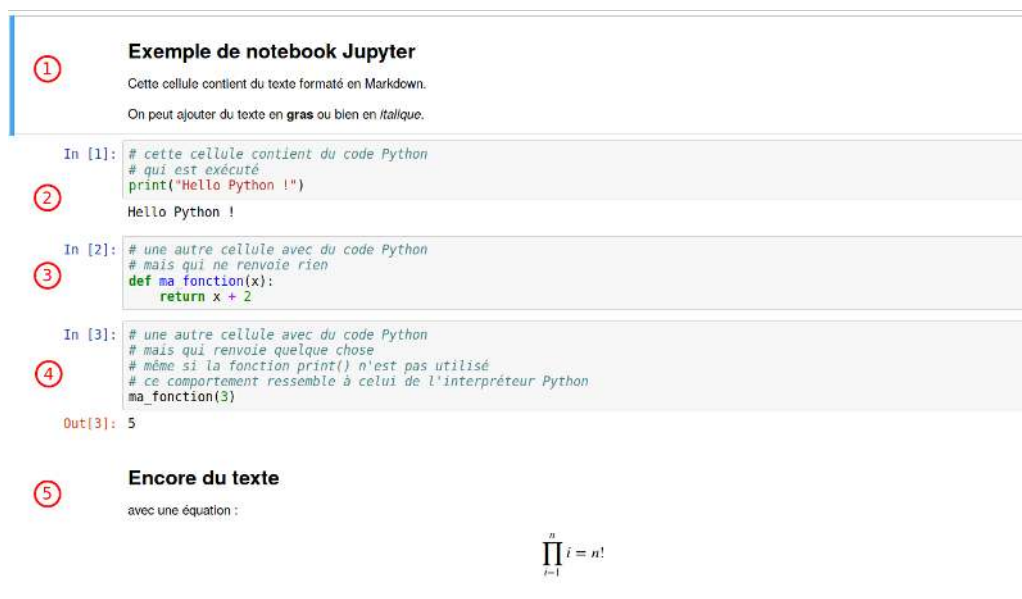 Exemple de notebook Jupyter
1
Cette cellule contient du texte formaté en Markdown.
On peut ajouter du texte en gras ou bien en italique.
In [1]: # cette cellule contient du code Python
# qui est exécuté
print("Hello Python !")
2
Hello Python !
In [2]: # une autre cellule avec du code Python
# mais qui ne renvoie rien
3
def ma_fonction(x):
return x + 2
In [3]: # une autre cellule avec du code Python
# mais qui renvoie quelque chose
# même si la fonction print() n'est pas utilisé
4
# ce comportement ressemble à celui de l'interpréteur Python
ma_fonction(3)
Out[3]: 5
Encore du texte
5
avec une équation :
n
∏ i = n!
i=1